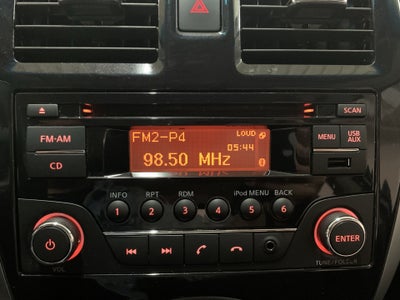 SCAN
FM·AM
CD
FM2-P4
LOUD
05:44
98.50 MHz
MENU
USB
AUX
INFO
RPT
RDM
iPod MENU
BACK
1
2
3
4
5
6
VOL
ENTER
TUNE/FOLDER